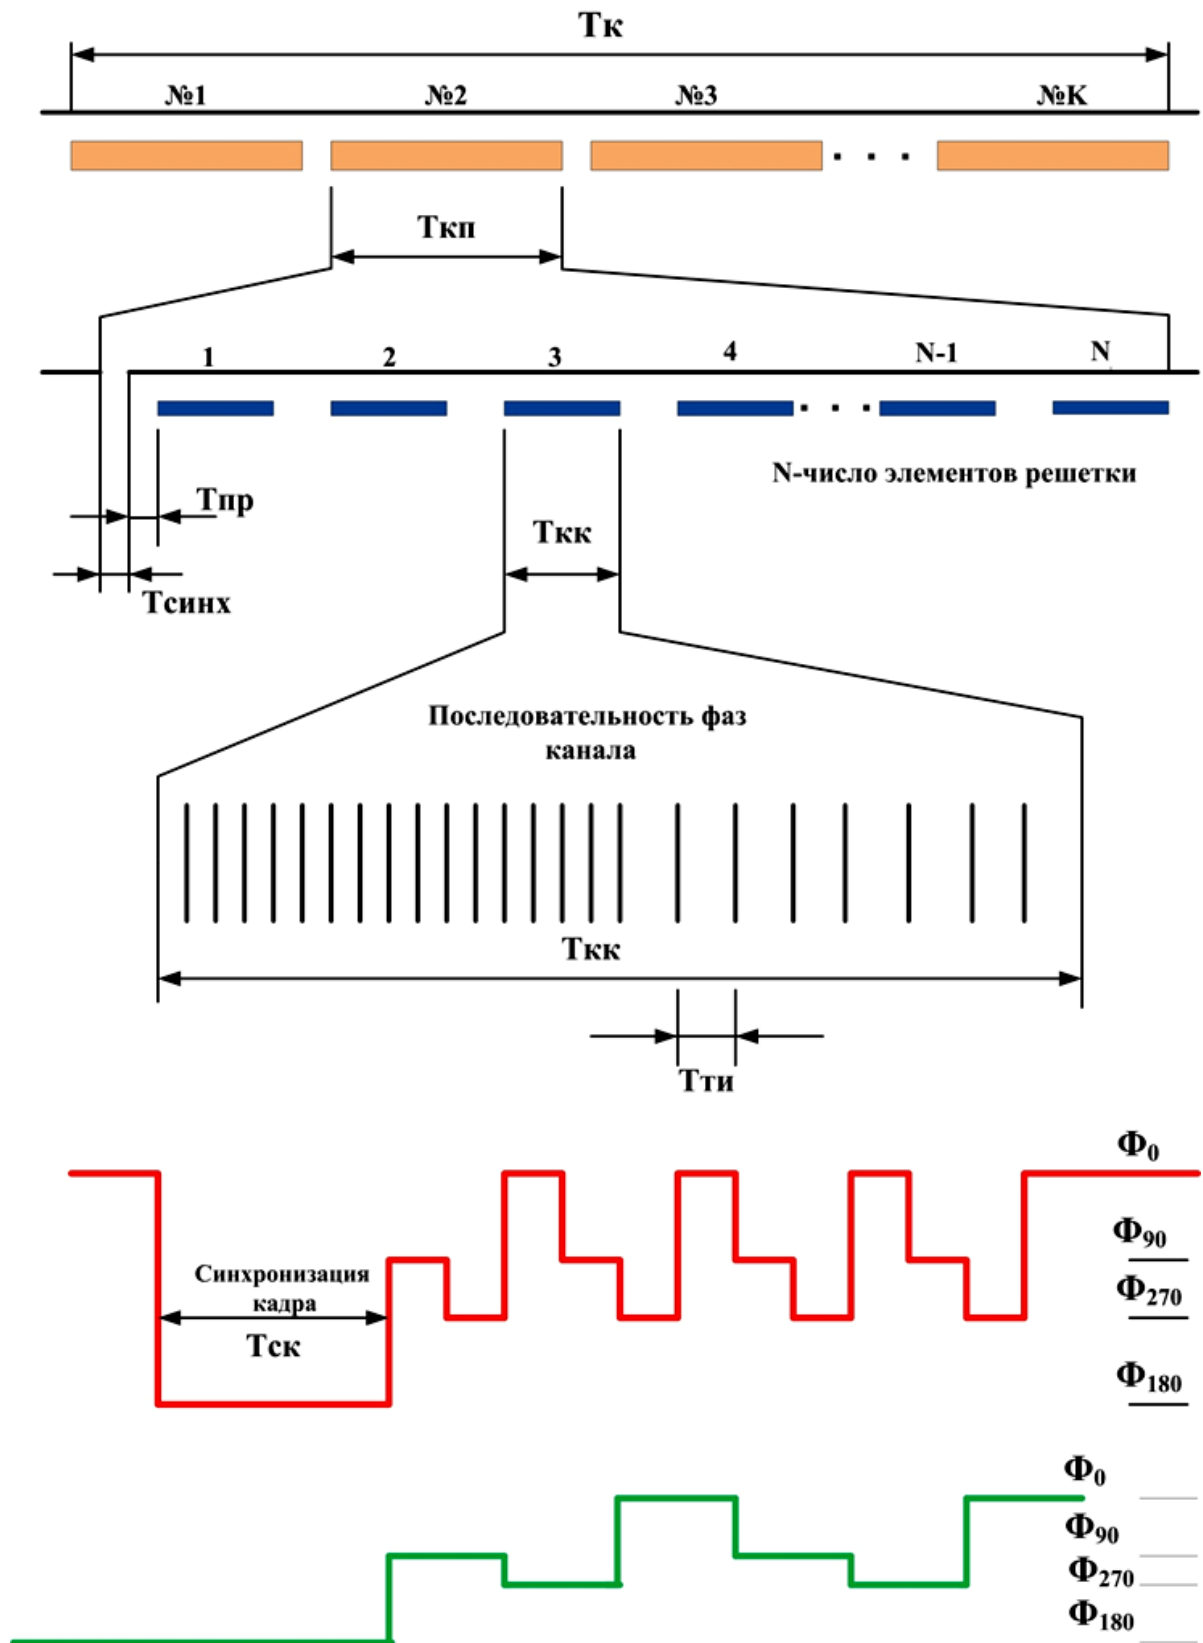 Тк
№1 №2 №3 №K
Ткп
1 2 3 4 N-1 N
N-число элементов решетки
Тпр
Ткк
Тсинх
Последовательность фаз
канала
Ткк
Тти
Ф0
Ф90
Синхронизация
кадра
Ф270
Тск
Ф180
Ф0
Ф90
Ф270
Ф180